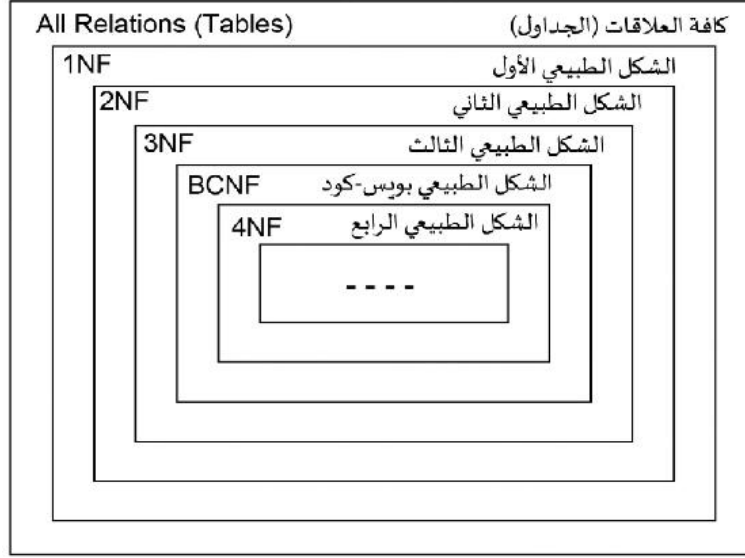 All Relations (Tables) كافة العلاقات (الجداول)
1NF الشكل الطبيعي الأول
2NF الشكل الطبيعي الثاني
3NF الشكل الطبيعي الثالث
BCNF الشكل الطبيعي بويس-كود
4NF الشكل الطبيعي الرابع
----